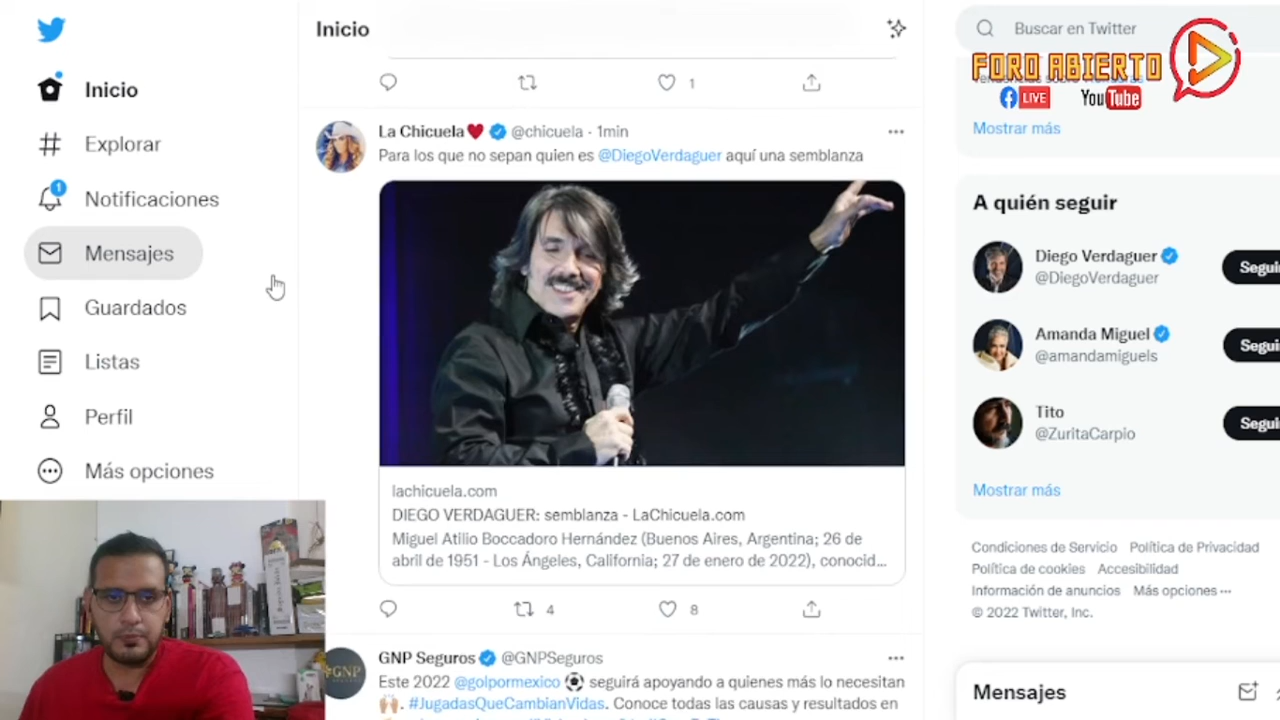 Inicio
Explorar
1
Notificaciones
Mensajes
Guardados
Listas
Perfil
Más opciones
Inicio
1
La Chicuela @chicuela · 1min
Para los que no sepan quien es @DiegoVerdaguer aquí una semblanza
lachicuela.com
DIEGO VERDAGUER: semblanza - LaChicuela.com
Miguel Atilio Boccadoro Hernández (Buenos Aires, Argentina; 26 de
abril de 1951 - Los Ángeles, California; 27 de enero de 2022), conocid...
4 8
GNP
GNP Seguros @GNPSeguros
Este 2022 @golpormexico seguirá apoyando a quienes más lo necesitan
. #JugadasQueCambianVidas. Conoce todas las causas y resultados en
Buscar en Twitter
FORO ABIERTO
LIVE YouTube
Mostrar más
A quién seguir
Diego Verdaguer
@DiegoVerdaguer
Segui
Amanda Miguel
@amandamiguels
Segui
Tito
@ZuritaCarpio
Segui
Mostrar más
Condiciones de Servicio Política de Privacidad
Política de cookies Accesibilidad
Información de anuncios Más opciones ···
© 2022 Twitter, Inc.
Mensajes